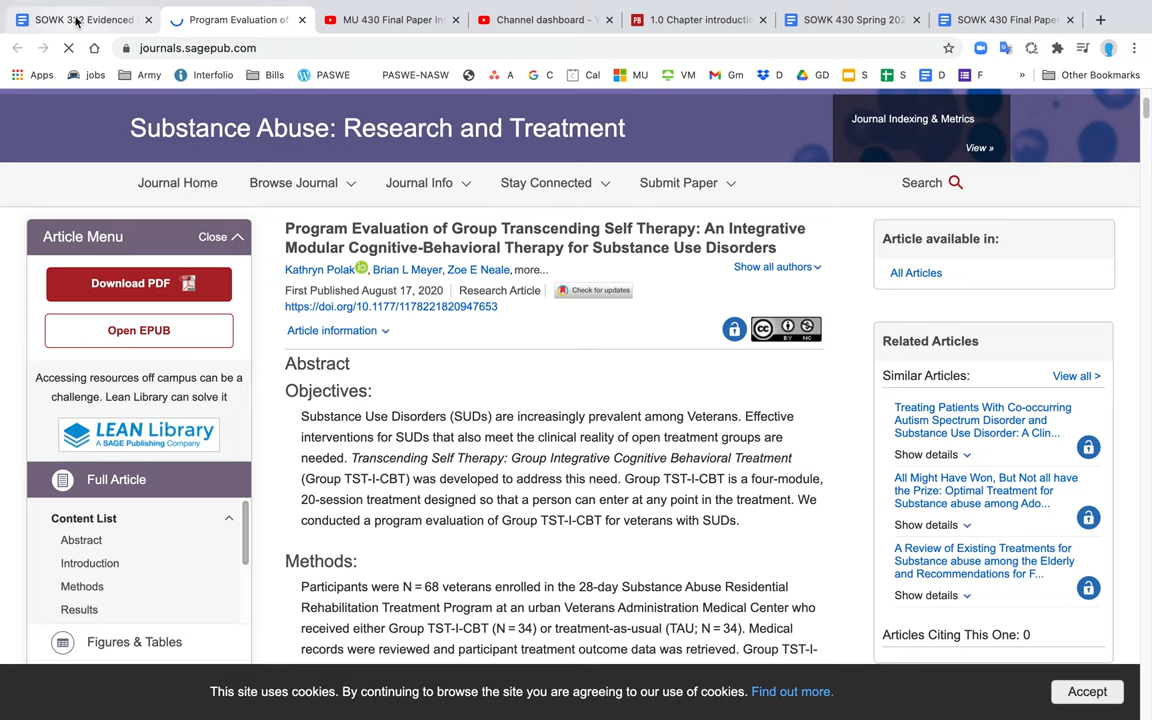 SOWK 332 Evidenced
Program Evaluation of
MU 430 Final Paper In
Channel dashboard - Y
1.0 Chapter introductio
SOWK 430 Spring 202
SOWK 430 Final Paper
journals.sagepub.com
Apps jobs Army Interfolio Bills PASWE PASWE-NASW A C Cal MU VM Gm D GD S S D F » Other Bookmarks
Substance Abuse: Research and Treatment
Journal Indexing & Metrics
View »
Journal Home Browse Journal Journal Info Stay Connected Submit Paper Search
Article Menu Close
Download PDF
Open EPUB
Accessing resources off campus can be a
challenge. Lean Library can solve it
LEAN Library
A SAGE Publishing Company
Full Article
Content List
Abstract
Introduction
Methods
Results
Figures & Tables
Program Evaluation of Group Transcending Self Therapy: An Integrative
Modular Cognitive-Behavioral Therapy for Substance Use Disorders
Kathryn Polak iD, Brian L Meyer, Zoe E Neale, more...
Show all authors
First Published August 17, 2020 Research Article Check for updates
https://doi.org/10.1177/1178221820947653
Article information
CC BY NC
Abstract
Objectives:
Substance Use Disorders (SUDs) are increasingly prevalent among Veterans. Effective
interventions for SUDs that also meet the clinical reality of open treatment groups are
needed. Transcending Self Therapy: Group Integrative Cognitive Behavioral Treatment
(Group TST-I-CBT) was developed to address this need. Group TST-I-CBT is a four-module,
20-session treatment designed so that a person can enter at any point in the treatment. We
conducted a program evaluation of Group TST-I-CBT for veterans with SUDs.
Methods:
Participants were N = 68 veterans enrolled in the 28-day Substance Abuse Residential
Rehabilitation Treatment Program at an urban Veterans Administration Medical Center who
received either Group TST-I-CBT (N = 34) or treatment-as-usual (TAU; N = 34). Medical
records were reviewed and participant treatment outcome data was retrieved. Group TST-I-
Article available in:
All Articles
Related Articles
Similar Articles: View all >
Treating Patients With Co-occurring
Autism Spectrum Disorder and
Substance Use Disorder: A Clin...
Show details
All Might Have Won, But Not all have
the Prize: Optimal Treatment for
Substance abuse among Ado...
Show details
A Review of Existing Treatments for
Substance abuse among the Elderly
and Recommendations for F...
Show details
Articles Citing This One: 0
This site uses cookies. By continuing to browse the site you are agreeing to our use of cookies. Find out more.
Accept